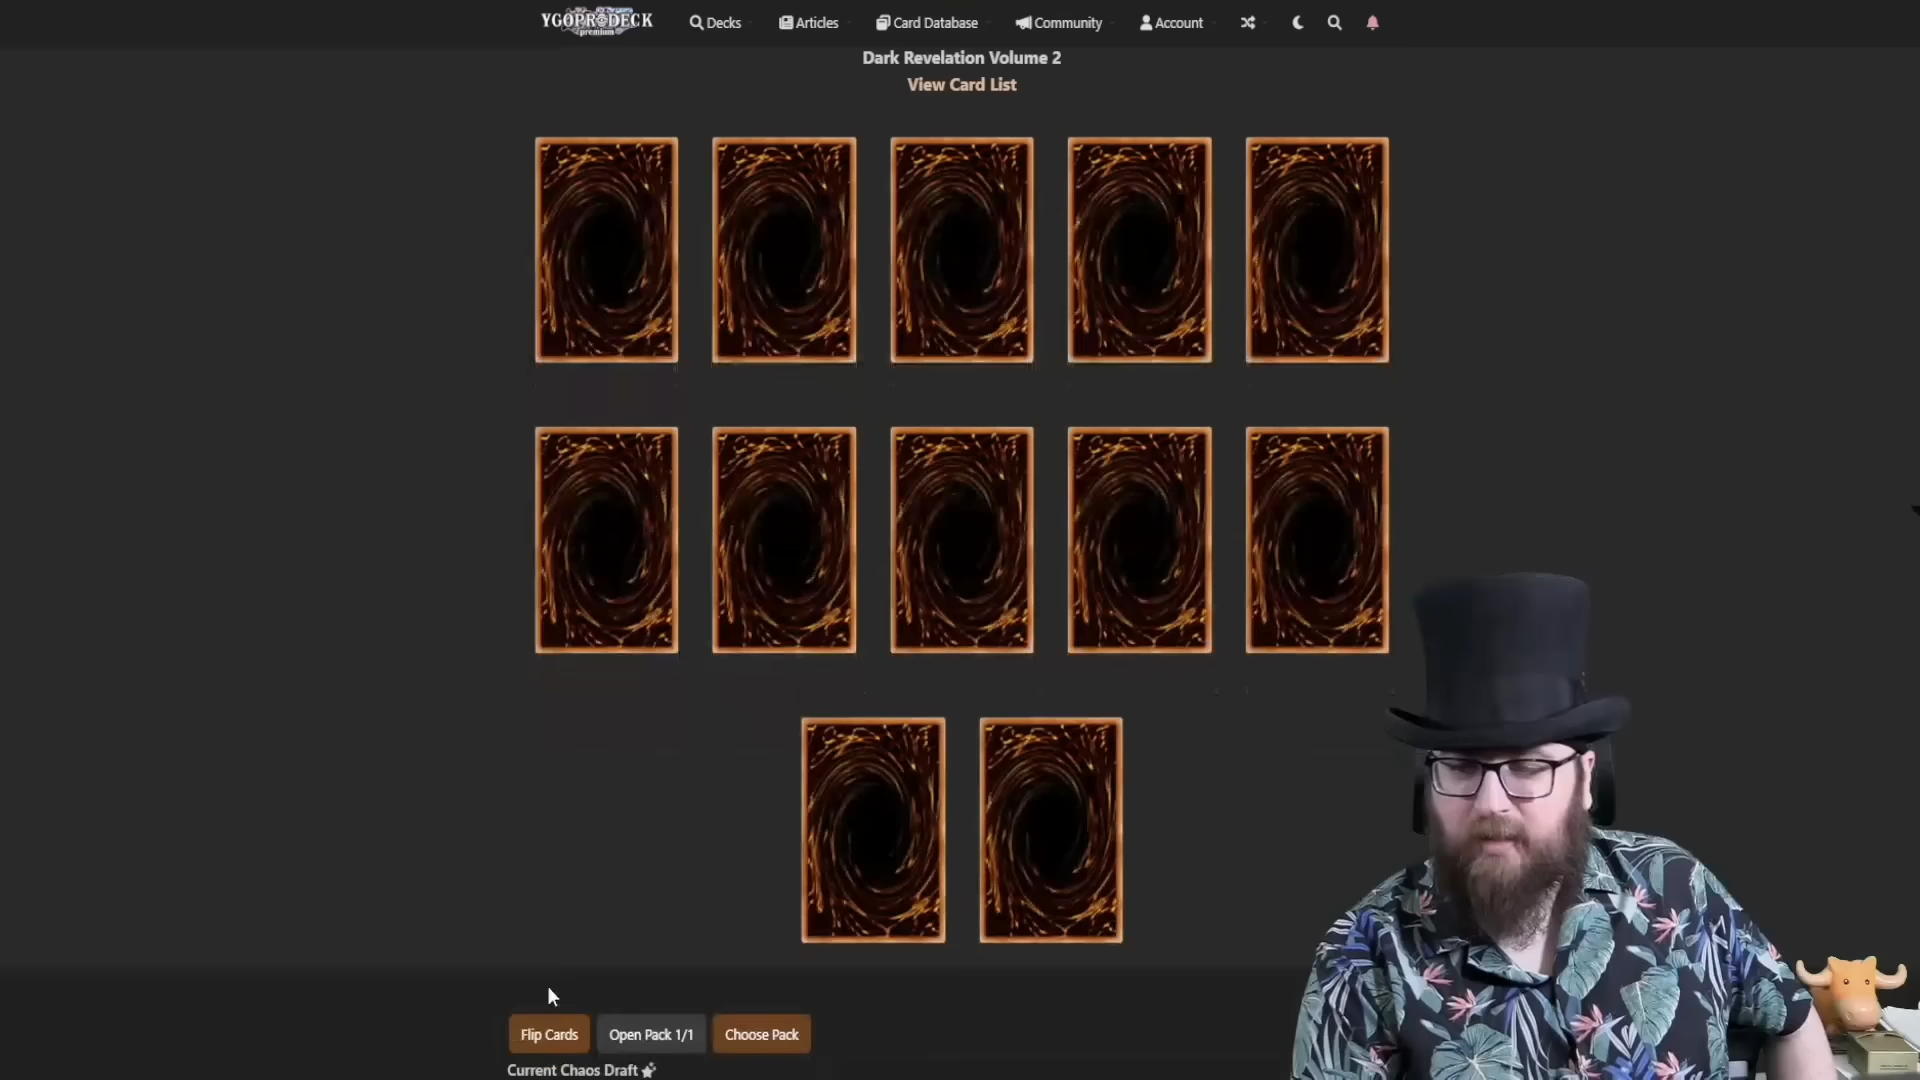 YGOPRODECK
premium
Decks
Articles
Card Database
Community
Account
Dark Revelation Volume 2
View Card List
Flip Cards
Open Pack 1/1
Choose Pack
Current Chaos Draft